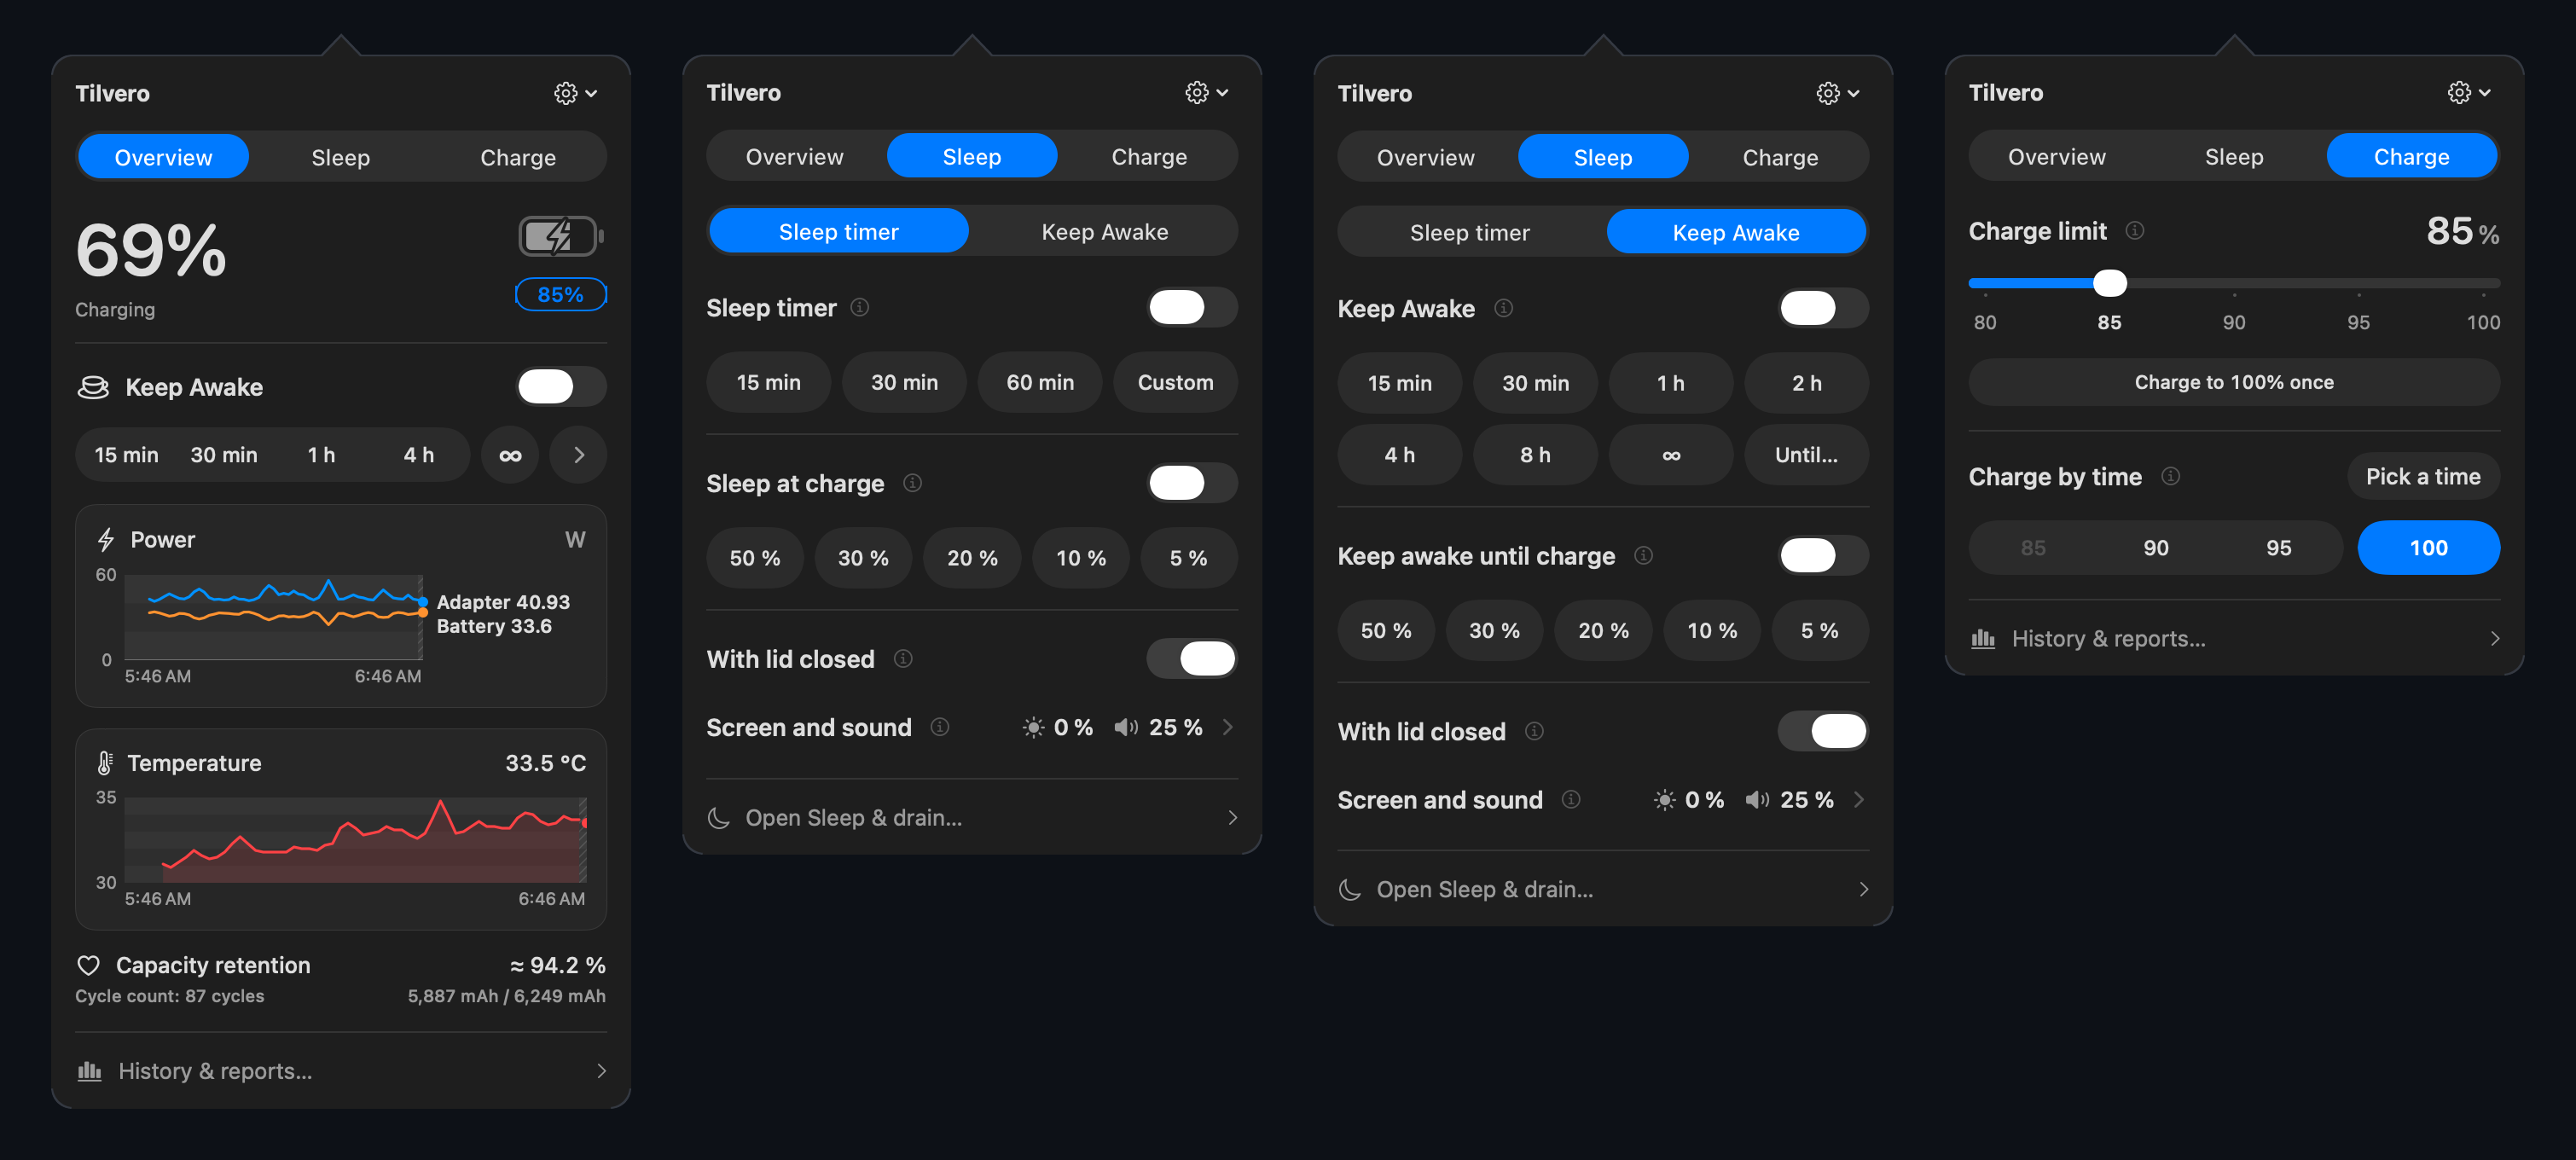 Tilvero
Overview Sleep Charge
69%
85%
Charging
Keep Awake
15 min 30 min 1 h 4 h ∞
Power W
60
Adapter 40.93
Battery 33.6
0
5:46 AM 6:46 AM
Temperature 33.5 °C
35
30
5:46 AM 6:46 AM
Capacity retention ≈ 94.2 %
Cycle count: 87 cycles 5,887 mAh / 6,249 mAh
History & reports...
Tilvero
Overview Sleep Charge
Sleep timer Keep Awake
Sleep timer
15 min 30 min 60 min Custom
Sleep at charge
50 % 30 % 20 % 10 % 5 %
With lid closed
Screen and sound 0 % 25 %
Open Sleep & drain...
Tilvero
Overview Sleep Charge
Sleep timer Keep Awake
Keep Awake
15 min 30 min 1 h 2 h
4 h 8 h ∞ Until...
Keep awake until charge
50 % 30 % 20 % 10 % 5 %
With lid closed
Screen and sound 0 % 25 %
Open Sleep & drain...
Tilvero
Overview Sleep Charge
Charge limit 85 %
80 85 90 95 100
Charge to 100% once
Charge by time Pick a time
85 90 95 100
History & reports...